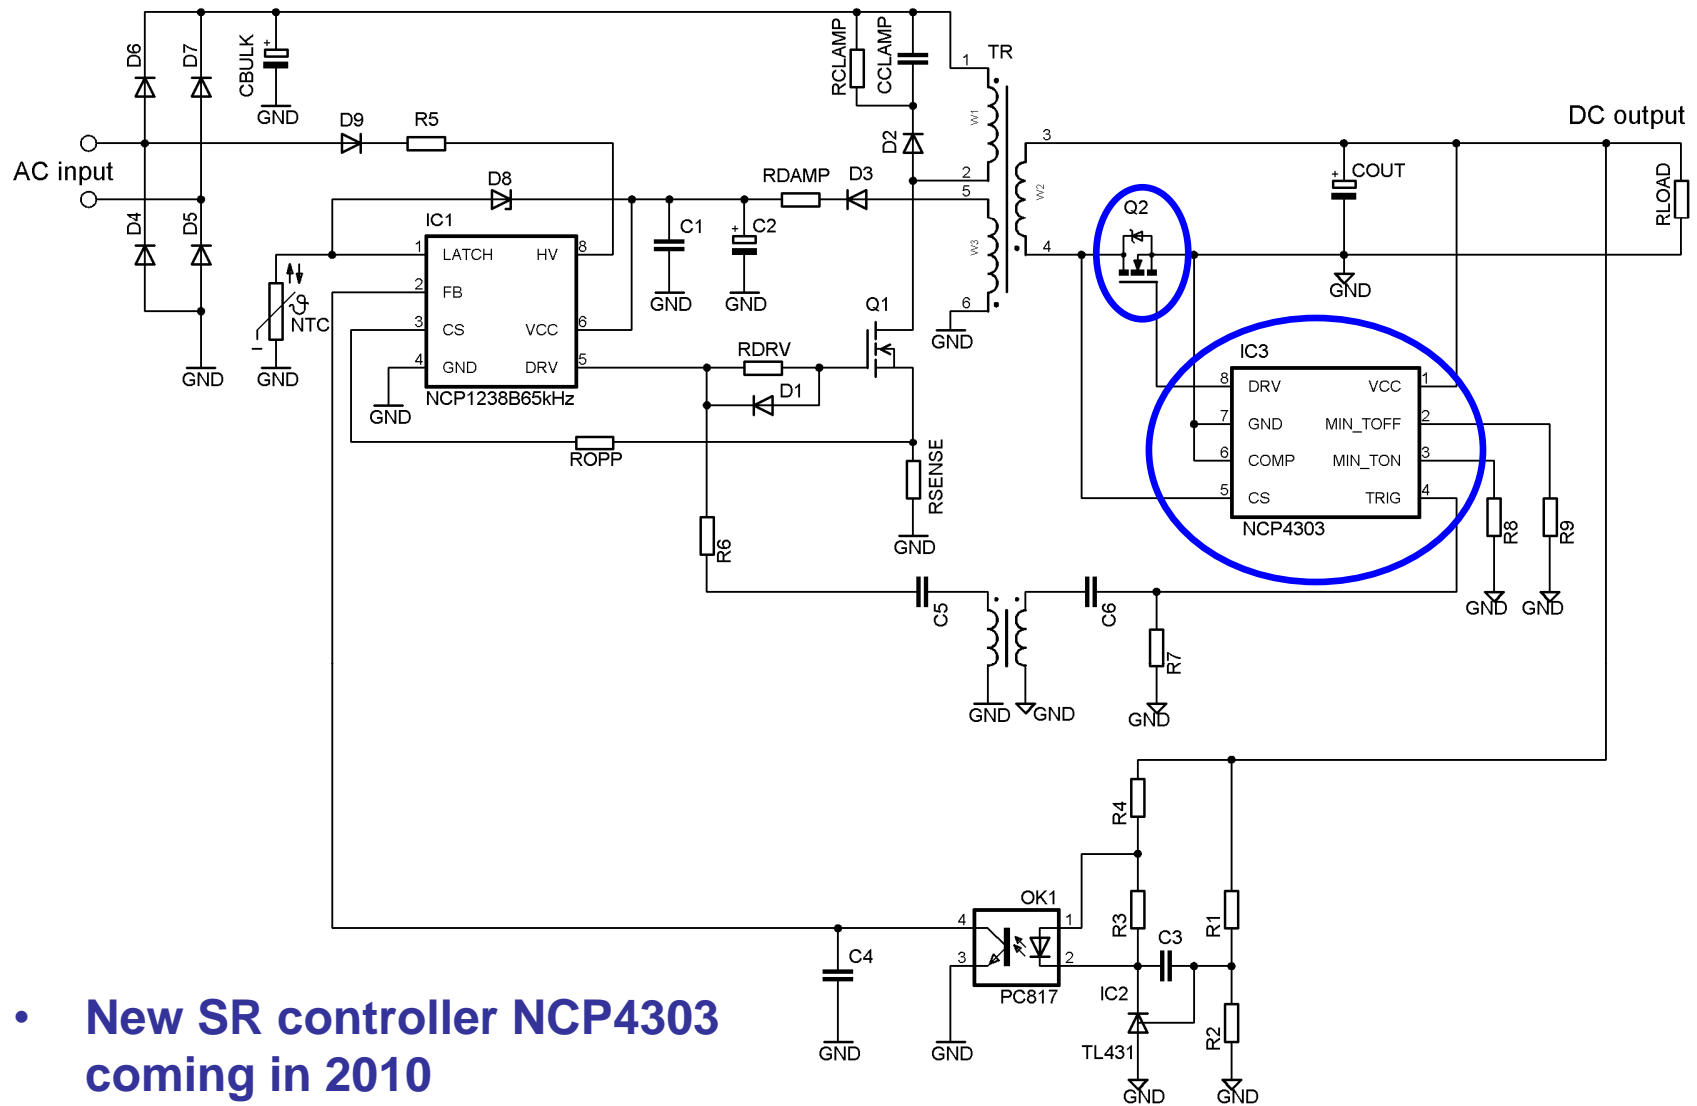 D6
D7
CBULK
+
GND
RCLAMP
CCLAMP
TR
1
W1
DC output
D9
R5
D2
3
AC input
2
COUT
+
RLOAD
D8
RDAMP
D3
5
W2
Q2
D4
D5
IC1
C1
+
C2
W3
4
1
LATCH
HV
8
2
FB
GND
GND
6
GND
Q1
ϑ
NTC
3
CS
VCC
6
GND
IC3
4
GND
DRV
5
RDRV
8
DRV
VCC
1
GND
GND
NCP1238B65kHz
D1
GND
7
GND
MIN_TOFF
2
ROPP
RSENSE
6
COMP
MIN_TON
3
5
CS
TRIG
4
NCP4303
R8
R9
R6
GND
C5
C6
GND
GND
R7
GND
GND
GND
R4
OK1
4
1
R3
R1
C3
3
2
C4
PC817
IC2
R2
TL431
GND
GND
GND
GND
• New SR controller NCP4303
coming in 2010